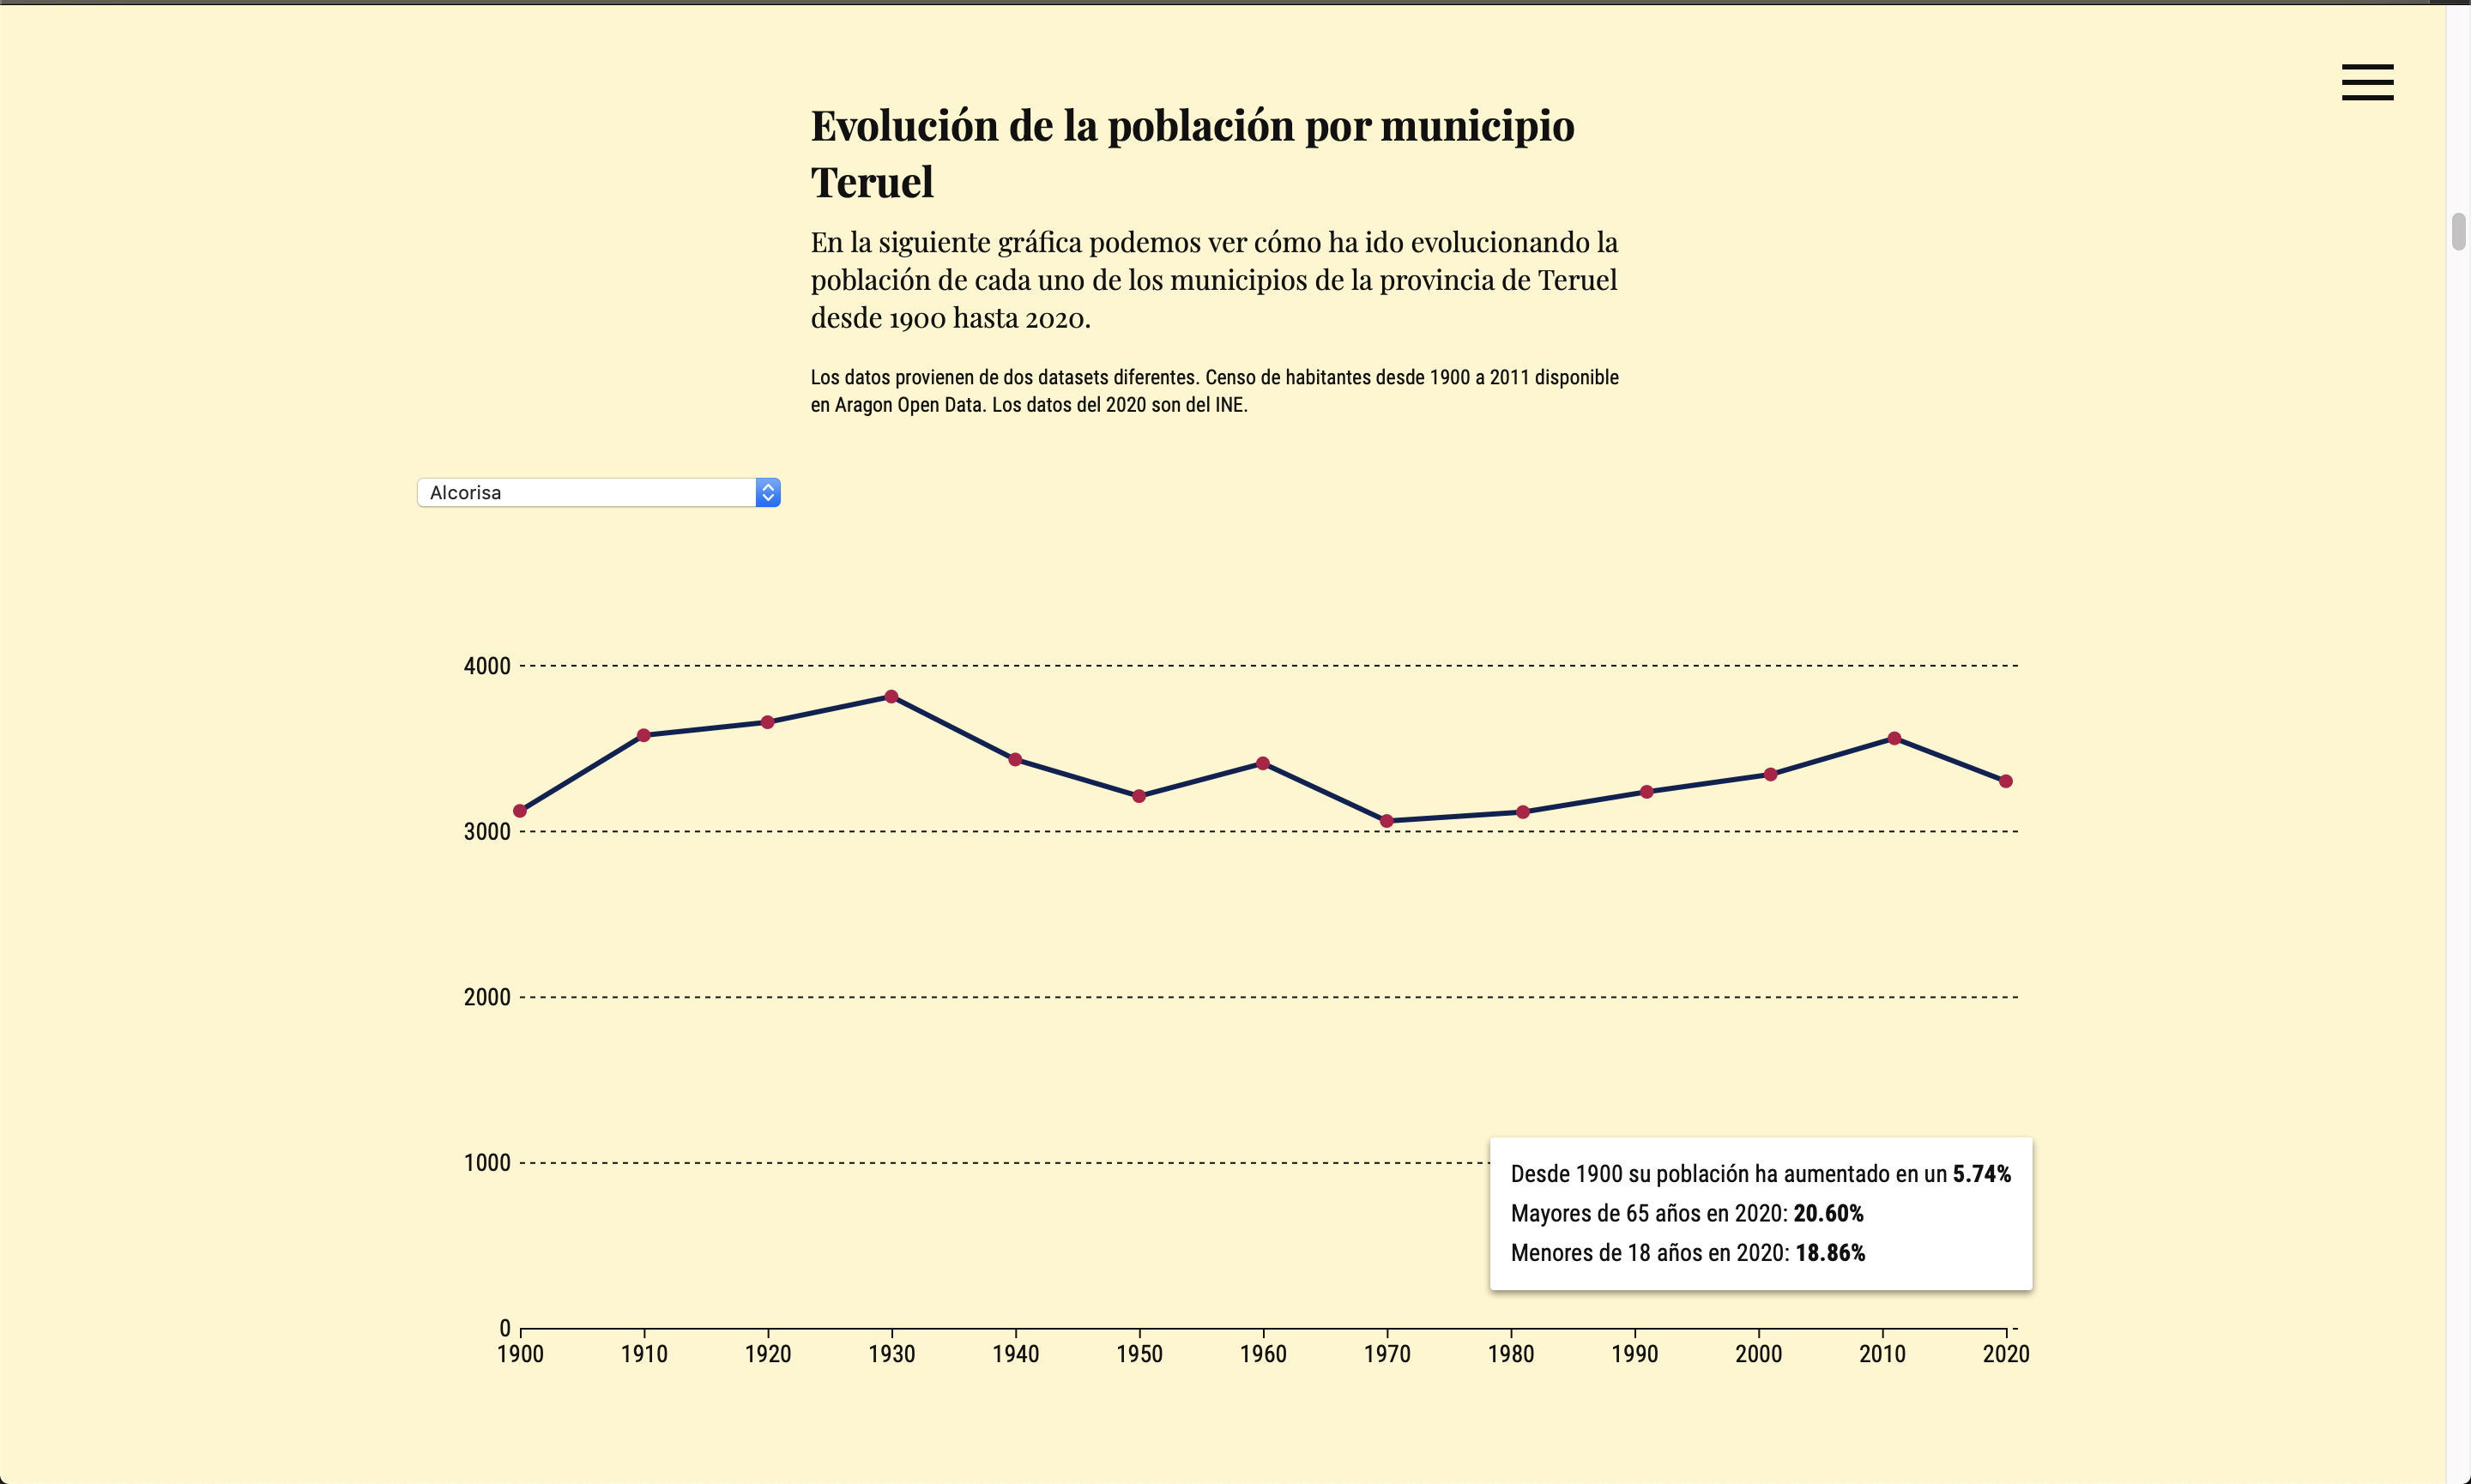 Evolución de la población por municipio
Teruel
En la siguiente gráfica podemos ver cómo ha ido evolucionando la
población de cada uno de los municipios de la provincia de Teruel
desde 1900 hasta 2020.
Los datos provienen de dos datasets diferentes. Censo de habitantes desde 1900 a 2011 disponible
en Aragon Open Data. Los datos del 2020 son del INE.
Alcorisa
4000
3000
2000
1000
Desde 1900 su población ha aumentado en un 5.74%
Mayores de 65 años en 2020: 20.60%
Menores de 18 años en 2020: 18.86%
0
1900 1910 1920 1930 1940 1950 1960 1970 1980 1990 2000 2010 2020